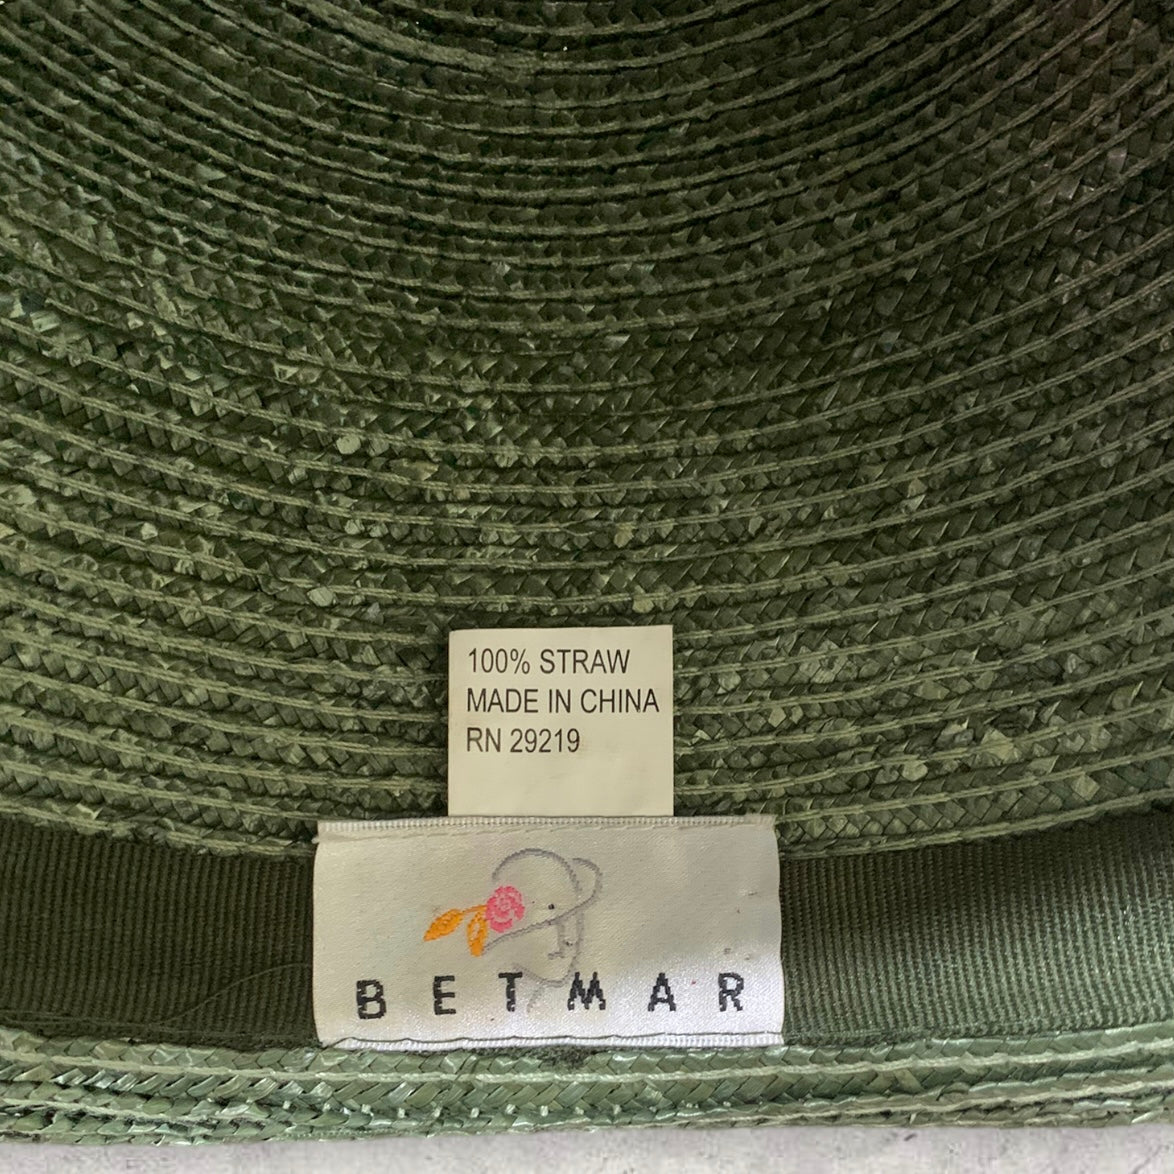 100% STRAW
MADE IN CHINA
RN 29219
BETMAR